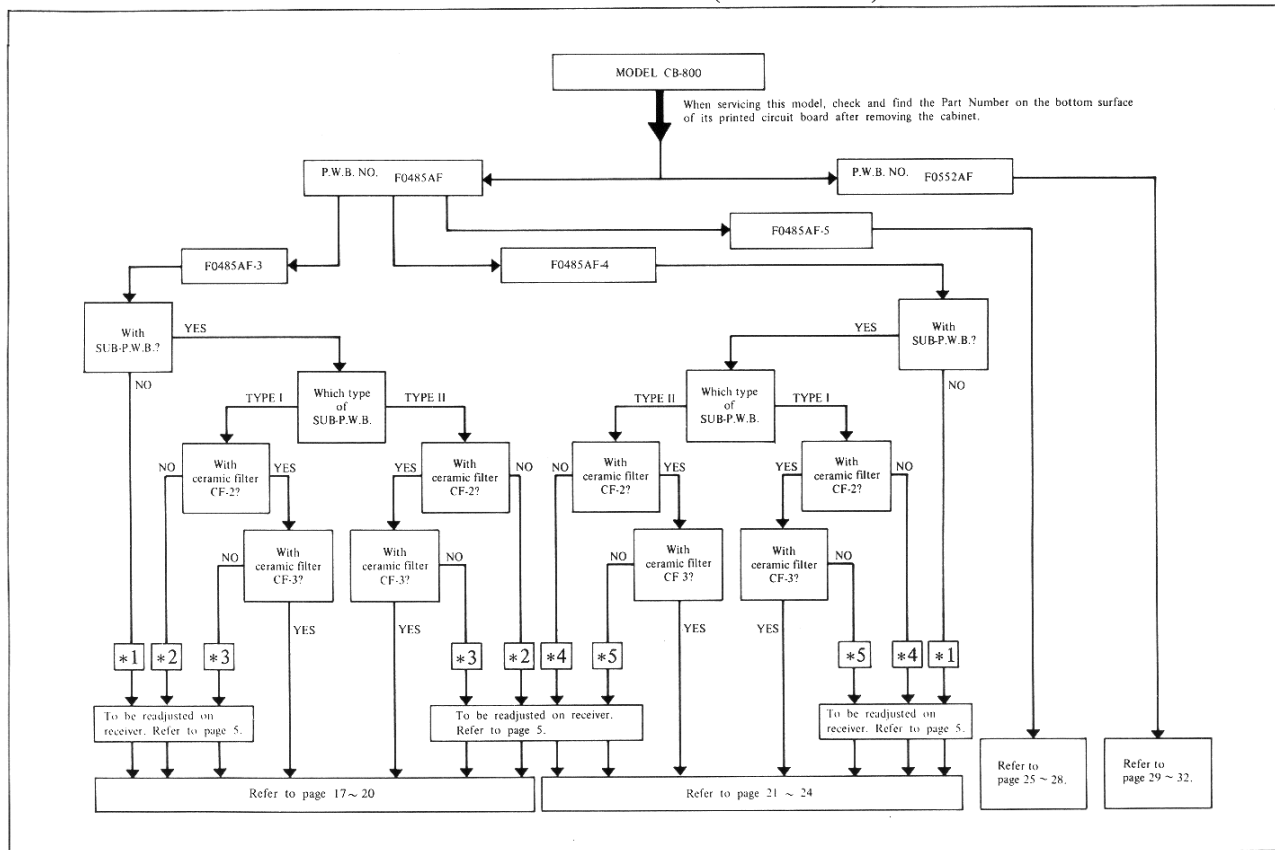 MODEL CB-800
When servicing this model, check and find the Part Number on the bottom surface
of its printed circuit board after removing the cabinet.
P.W.B. NO. F0485AF
P.W.B. NO. F0552AF
F0485AF-5
F0485AF-3
F0485AF-4
With
SUB-P.W.B.?
YES
NO
YES
With
SUB-P.W.B.?
NO
Which type
of
SUB-P.W.B.
TYPE I
TYPE II
Which type
of
SUB-P.W.B.
TYPE II
TYPE I
NO
With
ceramic filter
CF-2?
YES
YES
With
ceramic filter
CF-2?
NO
NO
With
ceramic filter
CF-2?
YES
YES
With
ceramic filter
CF-2?
NO
NO
With
ceramic filter
CF-3?
YES
With
ceramic filter
CF-3?
NO
YES
NO
With
ceramic filter
CF 3?
YES
With
ceramic filter
CF-3?
NO
YES
*1
*2
*3
*3
*2
*4
*5
*5
*4
*1
To be readjusted on
receiver. Refer to page 5.
To be readjusted on receiver.
Refer to page 5.
To be readjusted on
receiver. Refer to page 5.
Refer to page 17 ~ 20
Refer to page 21 ~ 24
Refer to
page 25 ~ 28.
Refer to
page 29 ~ 32.